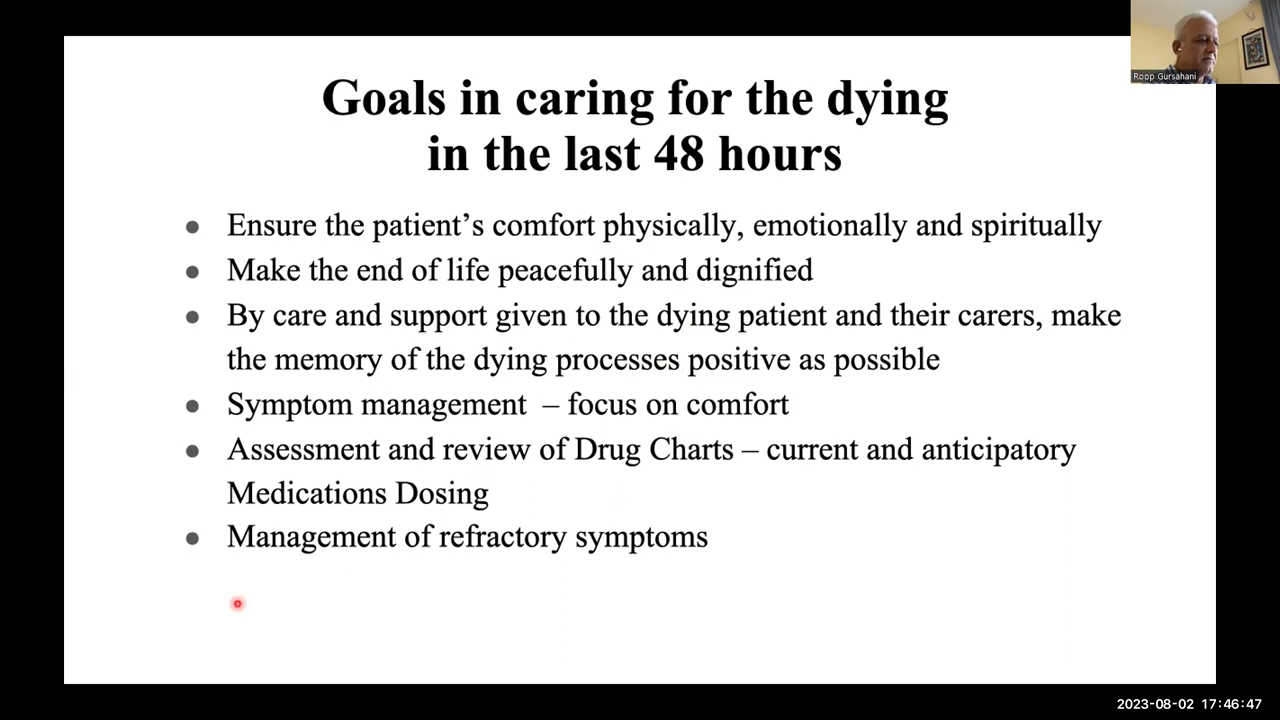 Goals in caring for the dying
in the last 48 hours
● Ensure the patient’s comfort physically, emotionally and spiritually
● Make the end of life peacefully and dignified
● By care and support given to the dying patient and their carers, make
the memory of the dying processes positive as possible
● Symptom management – focus on comfort
● Assessment and review of Drug Charts – current and anticipatory
Medications Dosing
● Management of refractory symptoms
Roop Gursahani
2023-08-02 17:46:47